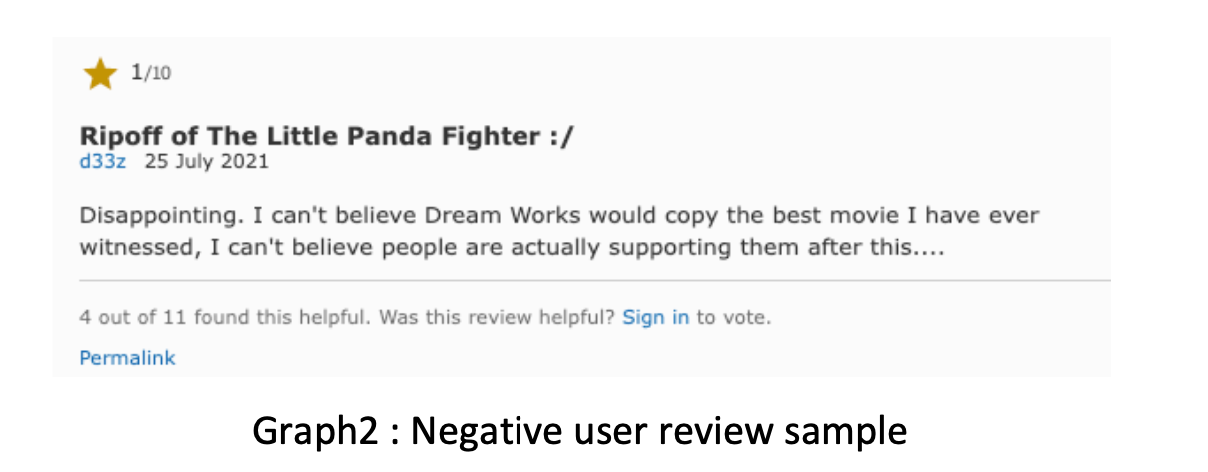 1/10
Ripoff of The Little Panda Fighter :/
d33z 25 July 2021
Disappointing. I can't believe Dream Works would copy the best movie I have ever
witnessed, I can't believe people are actually supporting them after this....
4 out of 11 found this helpful. Was this review helpful? Sign in to vote.
Permalink
Graph2 : Negative user review sample